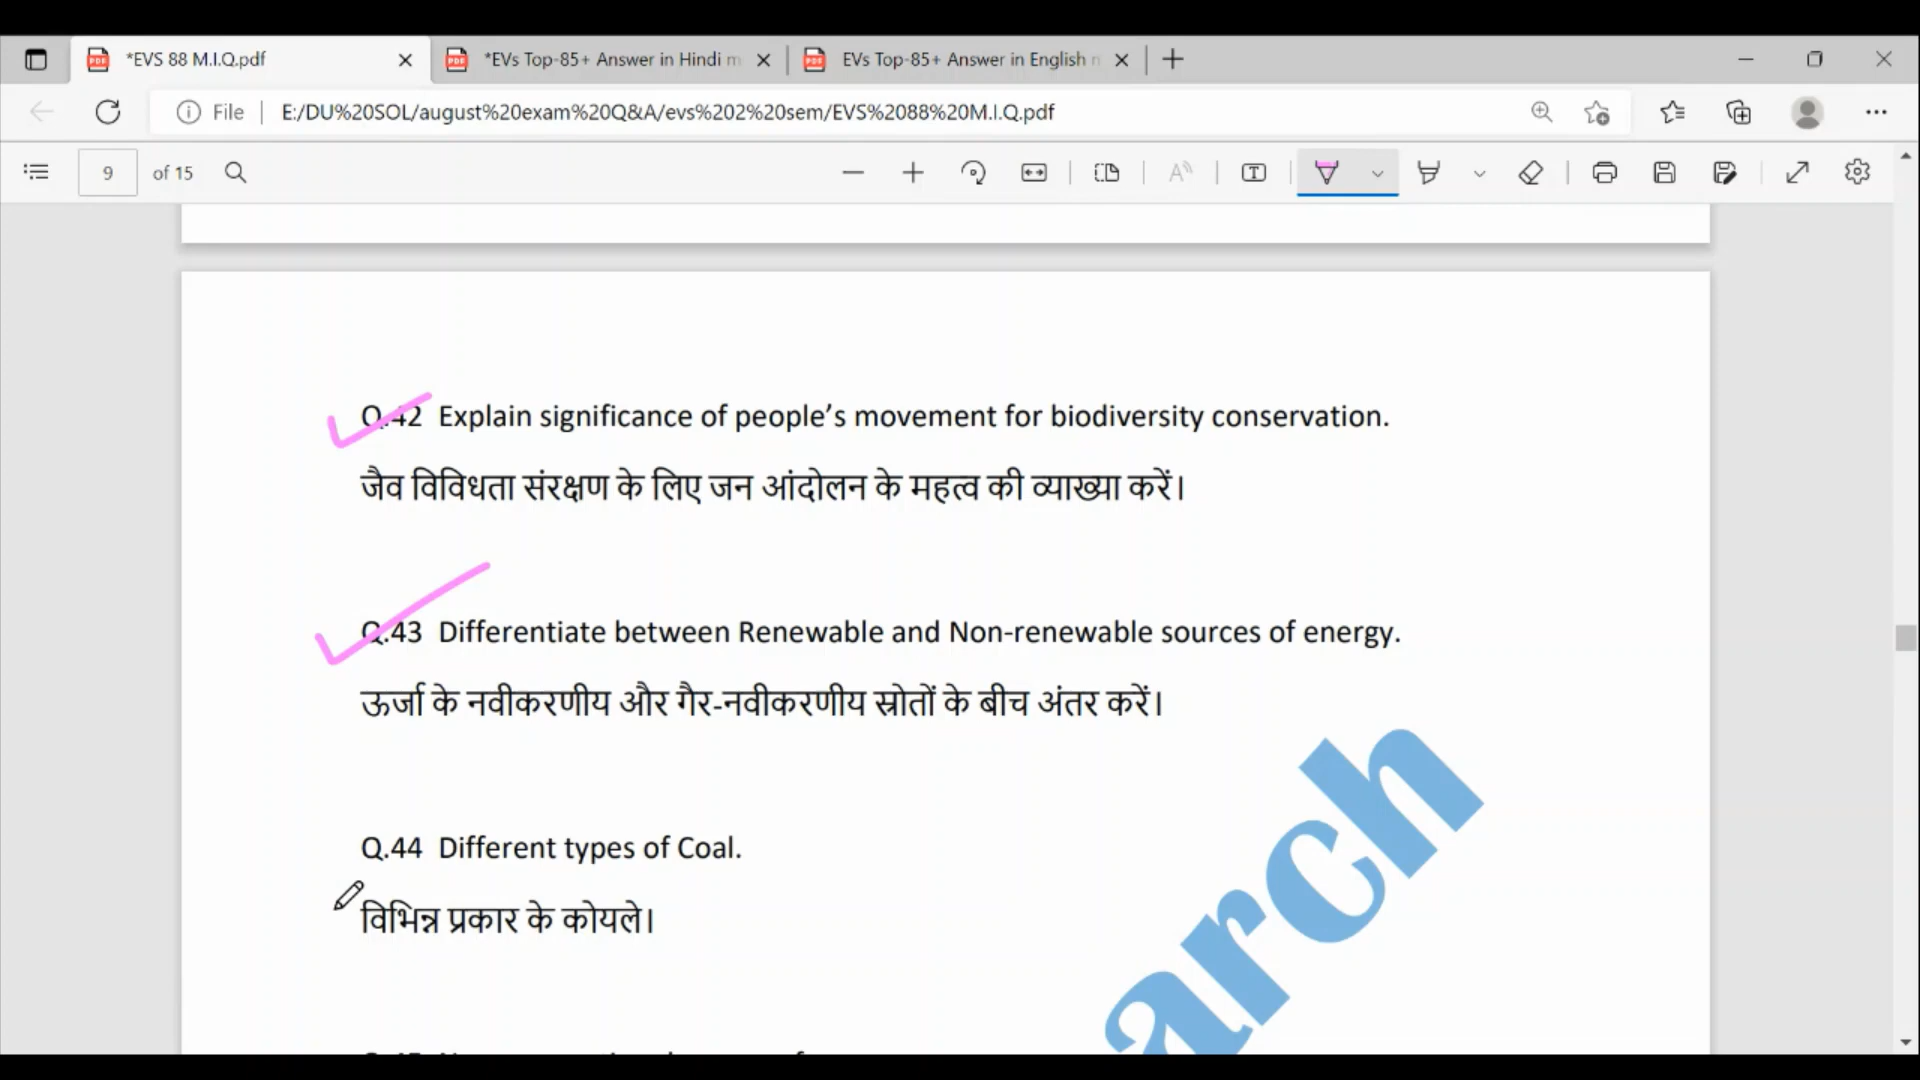 *EVS 88 M.I.Q.pdf
*EVs Top-85+ Answer in Hindi m
EVs Top-85+ Answer in English
File
E:/DU%20SOL/august%20exam%20Q&A/evs%202%20sem/EVS%2088%20M.I.Q.pdf
9 of 15
Q.42 Explain significance of people’s movement for biodiversity conservation.
जैव विविधता संरक्षण के लिए जन आंदोलन के महत्व की व्याख्या करें।
Q.43 Differentiate between Renewable and Non-renewable sources of energy.
ऊर्जा के नवीकरणीय और गैर-नवीकरणीय स्रोतों के बीच अंतर करें।
Q.44 Different types of Coal.
विभिन्न प्रकार के कोयले।
arch